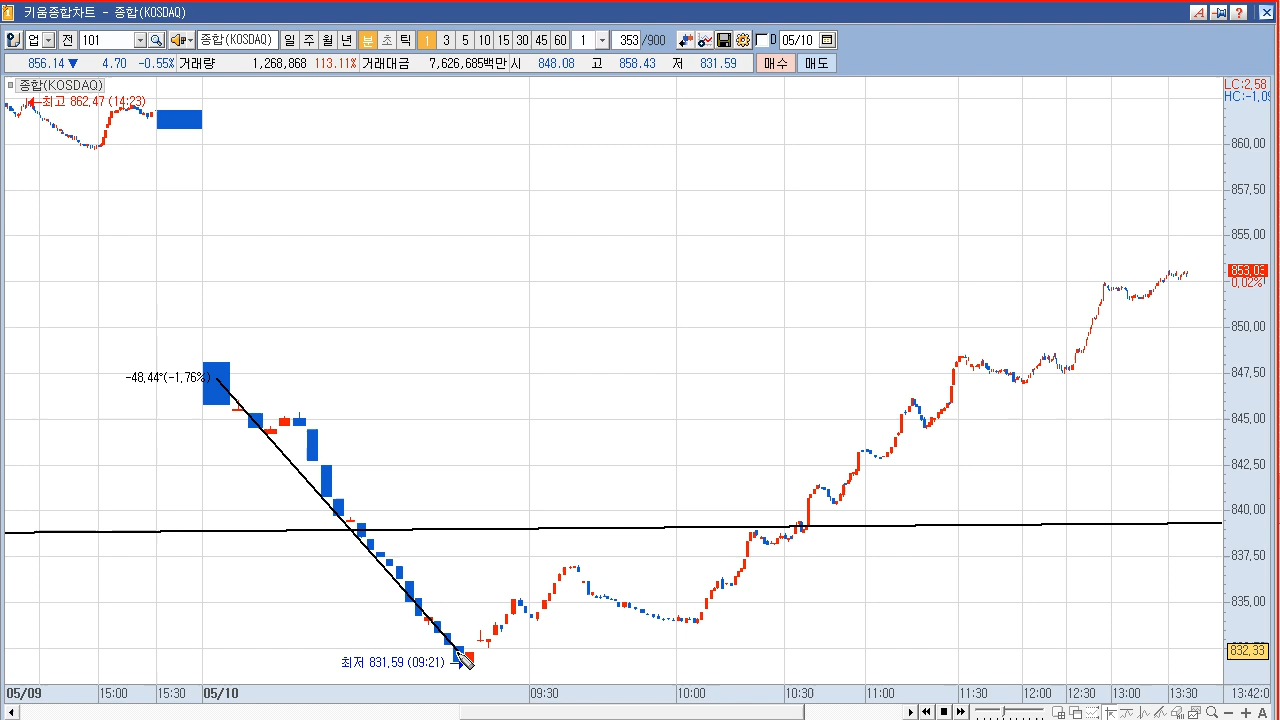 키움종합차트 - 종합(KOSDAQ)
업 전 101 종합(KOSDAQ) 일 주 월 년 분 초 틱 1 3 5 10 15 30 45 60 1 353 /900 D 05/10
856.14 ▼ 4.70 -0.55% 거래량 1,268,868 113.11% 거래대금 7,626,685백만 시 848.08 고 858.43 저 831.59 매수 매도
종합(KOSDAQ)
LC:2,58
HC:-1,09
최고 862,47 (14:23)
860,00
857,50
855,00
853,03
0,02%
850,00
847,50
-48,44°(-1,76%)
845,00
842,50
840,00
837,50
835,00
832,33
최저 831,59 (09:21)
05/09 15:00 15:30 05/10 09:30 10:00 10:30 11:00 11:30 12:00 12:30 13:00 13:30 13:42:0